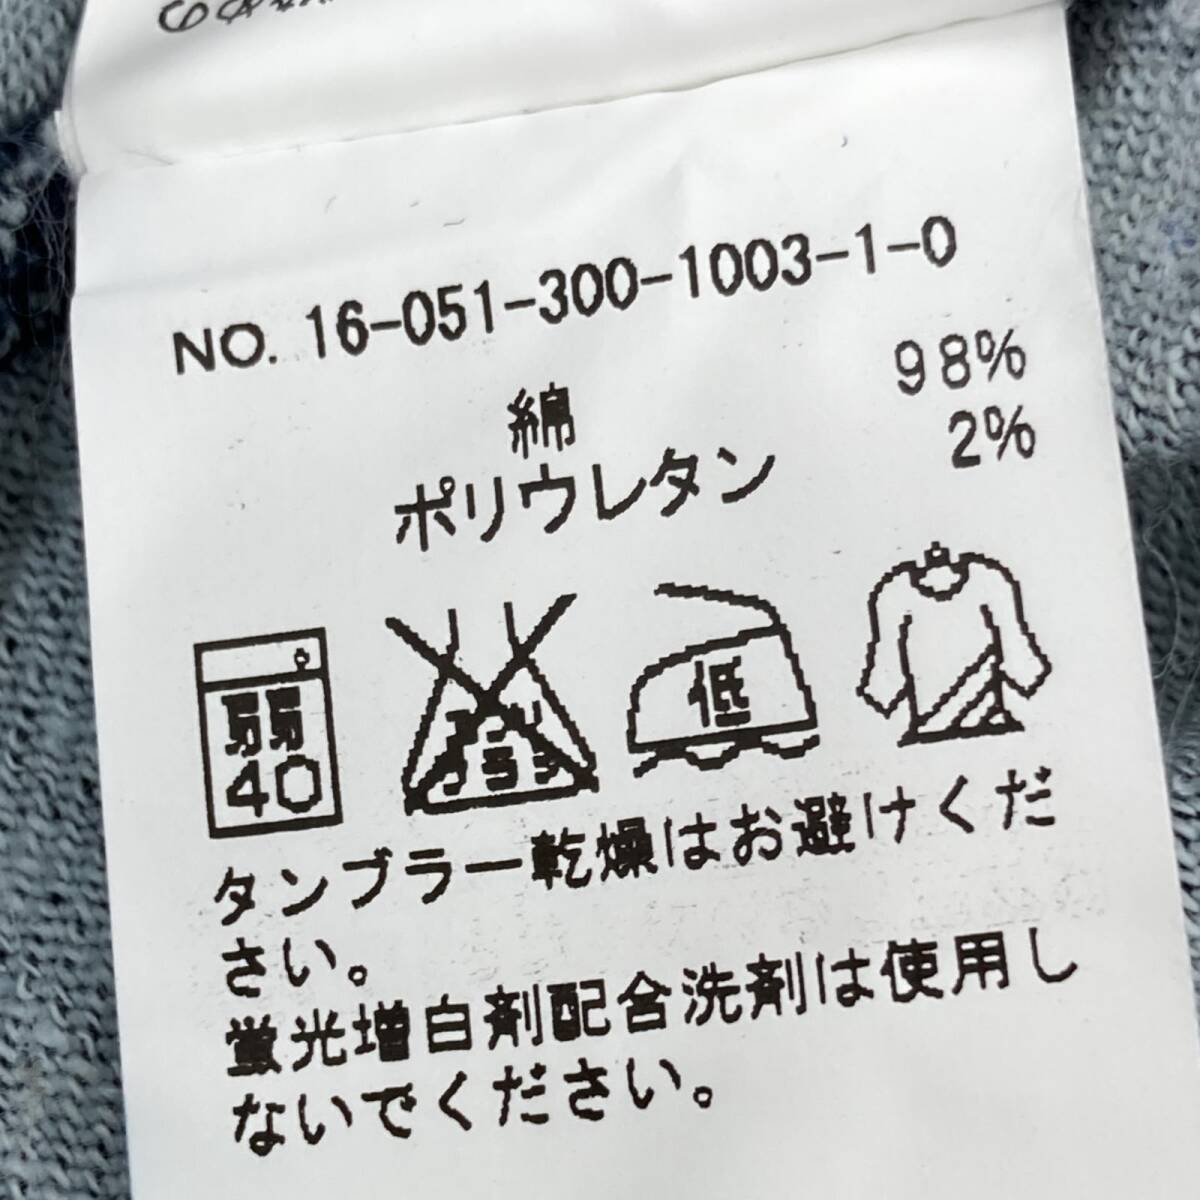 NO. 16-051-300-1003-1-0
綿 98%
ポリウレタン 2%
弱
40
低
タンブラー乾燥はお避けくだ
さい。
蛍光増白剤配合洗剤は使用し
ないでください。